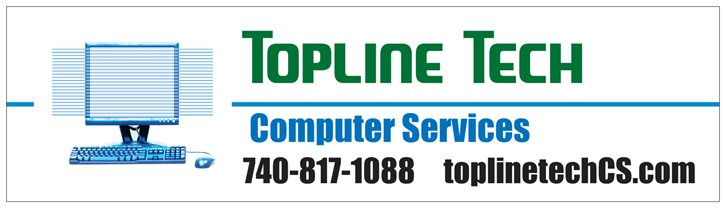 TOPLINE TECH
Computer Services
740-817-1088 toplinetechCS.com